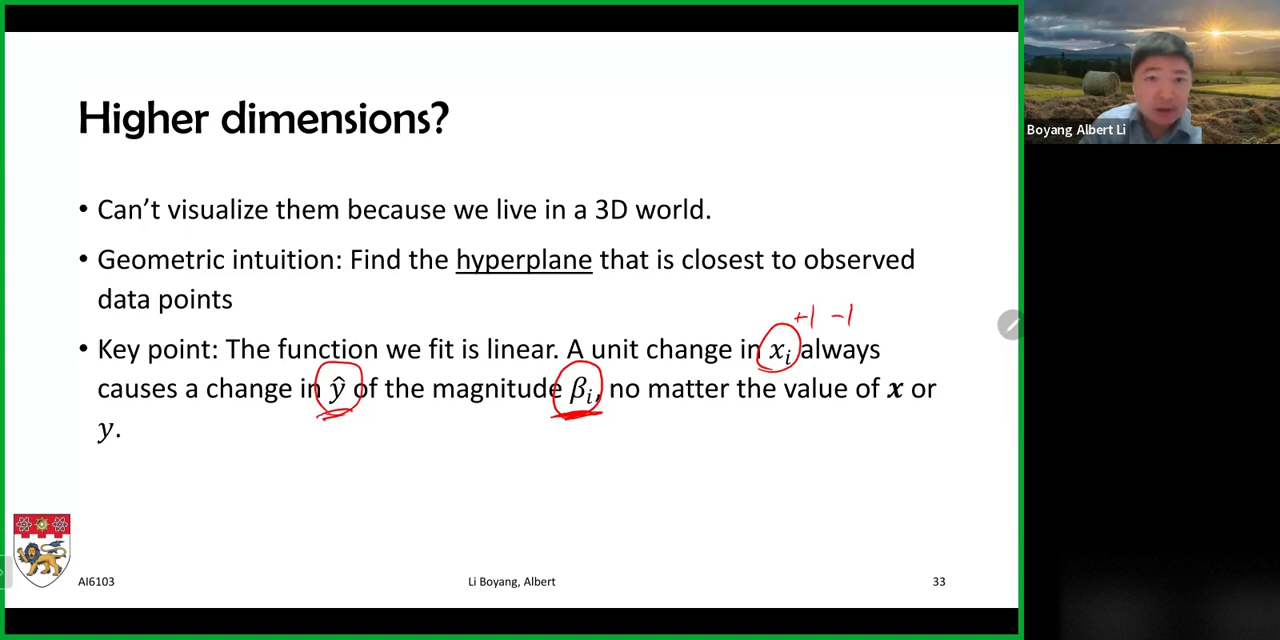 Higher dimensions?
• Can’t visualize them because we live in a 3D world.
• Geometric intuition: Find the hyperplane that is closest to observed
data points
+1 -1
• Key point: The function we fit is linear. A unit change in xᵢ always
causes a change in ŷ of the magnitude βᵢ, no matter the value of x or
y.
AI6103
Li Boyang, Albert
33
Boyang Albert Li